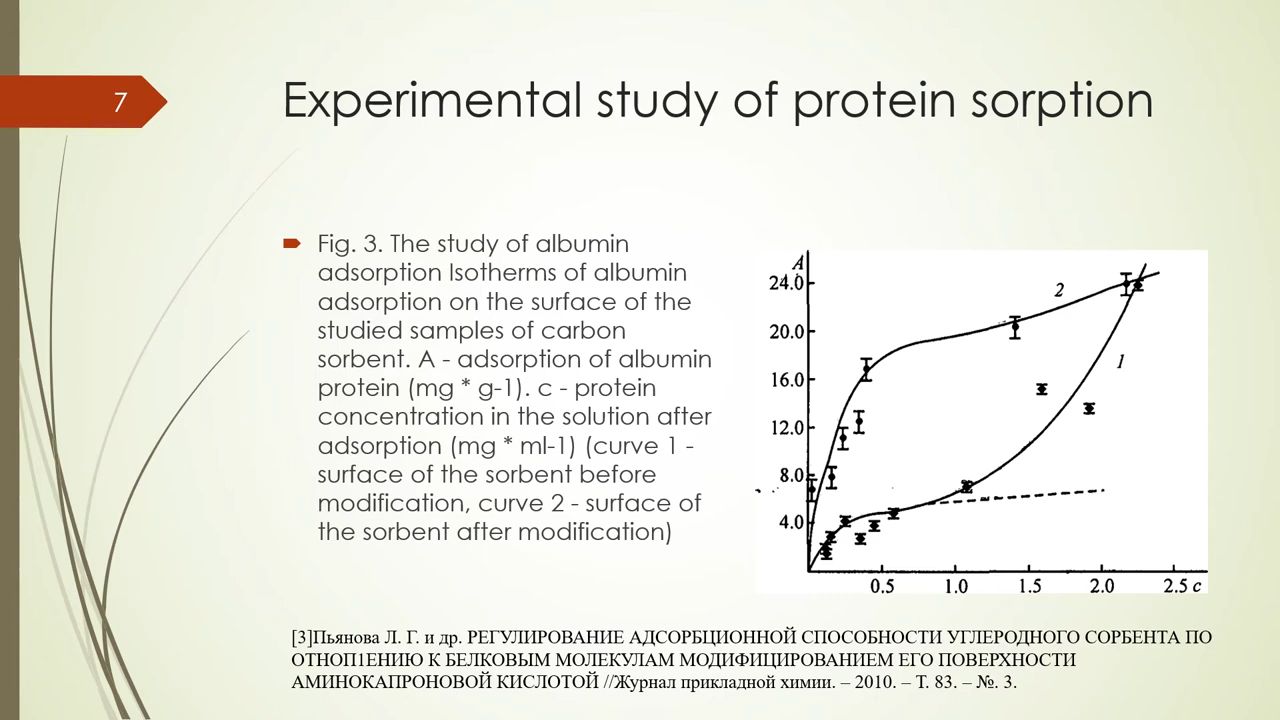 7
Experimental study of protein sorption
Fig. 3. The study of albumin
adsorption Isotherms of albumin
adsorption on the surface of the
studied samples of carbon
sorbent. A - adsorption of albumin
protein (mg * g-1). c - protein
concentration in the solution after
adsorption (mg * ml-1) (curve 1 -
surface of the sorbent before
modification, curve 2 - surface of
the sorbent after modification)
A
24.0
20.0
16.0
12.0
8.0
4.0
2
1
0.5 1.0 1.5 2.0 2.5 c
[3]Пьянова Л. Г. и др. РЕГУЛИРОВАНИЕ АДСОРБЦИОННОЙ СПОСОБНОСТИ УГЛЕРОДНОГО СОРБЕНТА ПО
ОТНОП1ЕНИЮ К БЕЛКОВЫМ МОЛЕКУЛАМ МОДИФИЦИРОВАНИЕМ ЕГО ПОВЕРХНОСТИ
АМИНОКАПРОНОВОЙ КИСЛОТОЙ //Журнал прикладной химии. – 2010. – Т. 83. – №. 3.